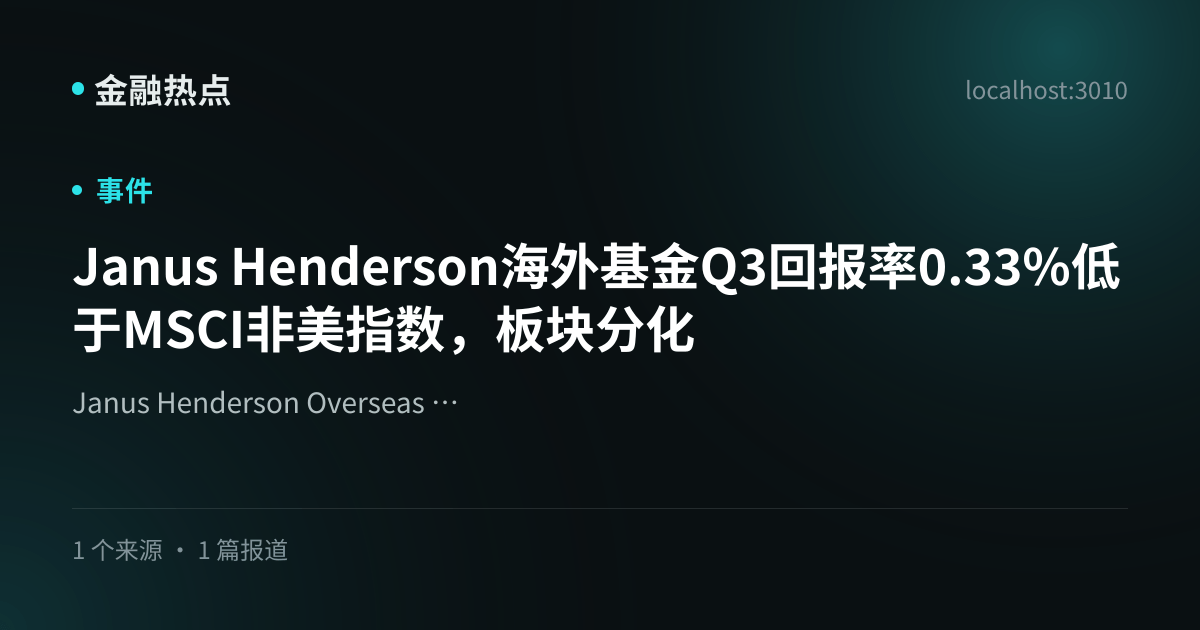 金融热点
localhost:3010
事件
Janus Henderson海外基金Q3回报率0.33%低
于MSCI非美指数，板块分化
Janus Henderson Overseas ···
1 个来源 · 1 篇报道